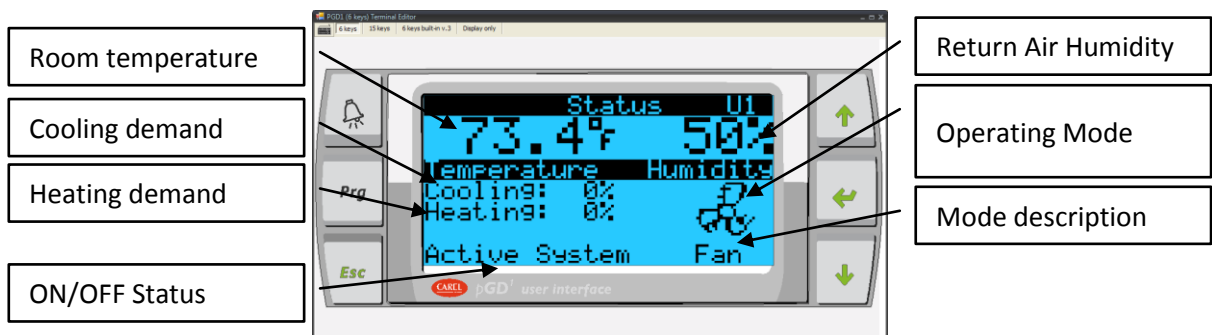 PGD1 (6 keys) Terminal Editor
6 keys 15 keys 6 keys built-in v.3 Display only
Room temperature
Cooling demand
Heating demand
ON/OFF Status
Prg
Esc
Status U1
73.4°F 50%
Temperature Humidity
Cooling: 0%
Heating: 0%
Active System Fan
CAREL pGD¹ user interface
Return Air Humidity
Operating Mode
Mode description